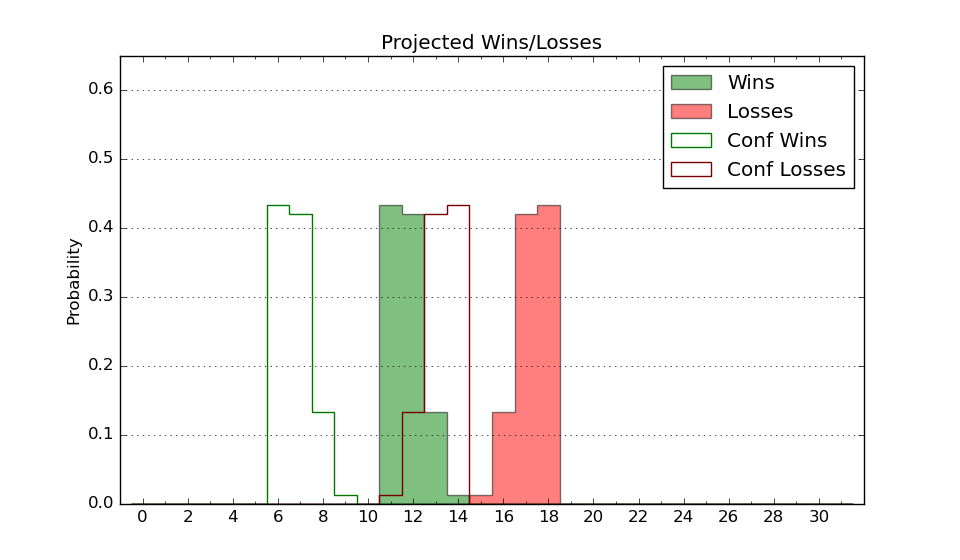 Projected Wins/Losses
Wins
Losses
Conf Wins
Conf Losses
Probability
0.6
0.5
0.4
0.3
0.2
0.1
0.0
0 2 4 6 8 10 12 14 16 18 20 22 24 26 28 30